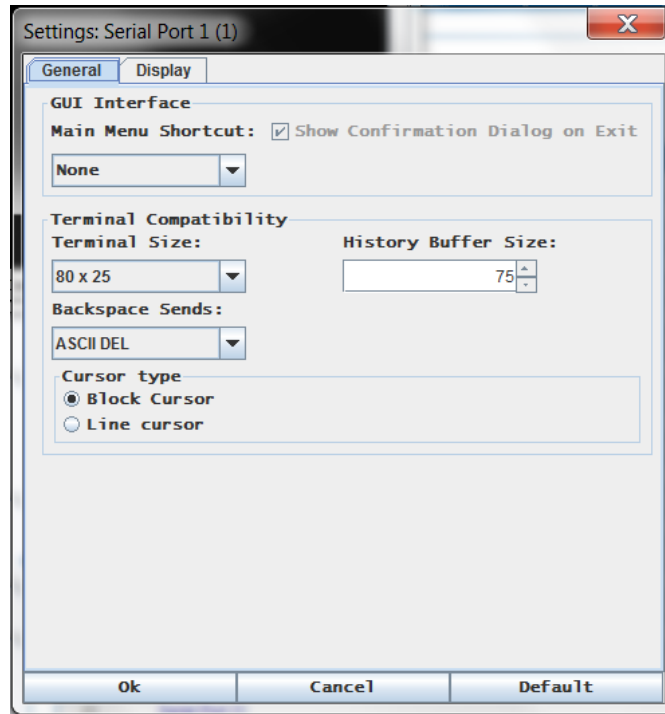 Settings: Serial Port 1 (1)
General Display
GUI Interface
Main Menu Shortcut: Show Confirmation Dialog on Exit
None
Terminal Compatibility
Terminal Size: History Buffer Size:
80 x 25 75
Backspace Sends:
ASCII DEL
Cursor type
Block Cursor
Line cursor
Ok Cancel Default